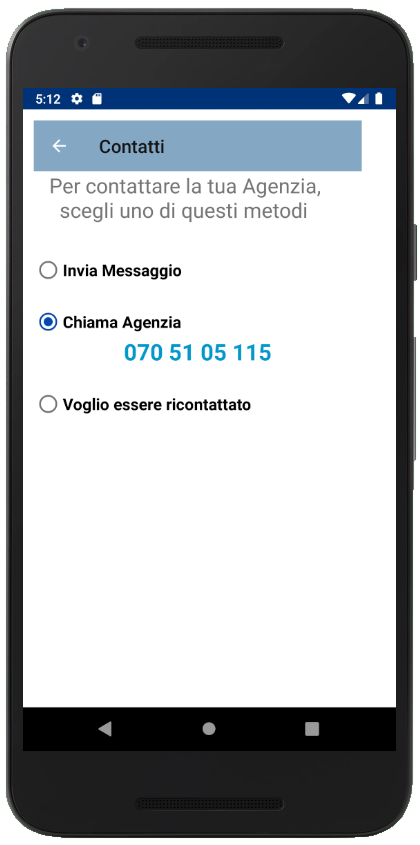 5:12
Contatti
Per contattare la tua Agenzia,
scegli uno di questi metodi
Invia Messaggio
Chiama Agenzia
070 51 05 115
Voglio essere ricontattato